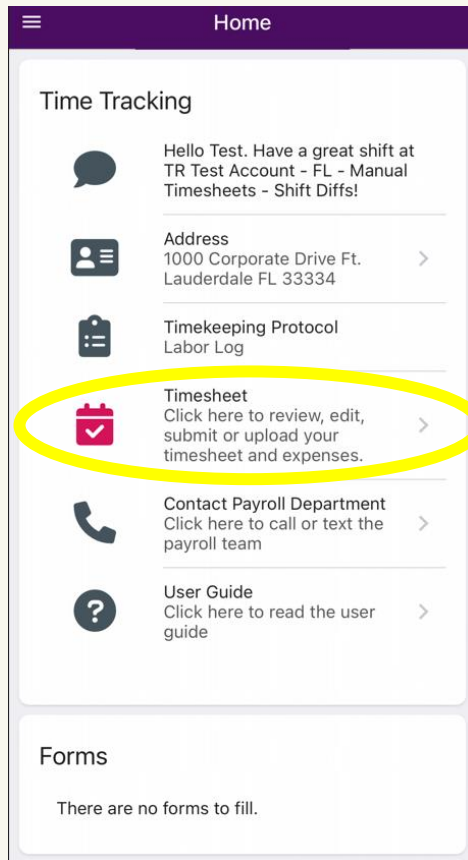 Home
Time Tracking
Hello Test. Have a great shift at
TR Test Account - FL - Manual
Timesheets - Shift Diffs!
Address
1000 Corporate Drive Ft.
Lauderdale FL 33334
Timekeeping Protocol
Labor Log
Timesheet
Click here to review, edit,
submit or upload your
timesheet and expenses.
Contact Payroll Department
Click here to call or text the
payroll team
User Guide
Click here to read the user
guide
Forms
There are no forms to fill.